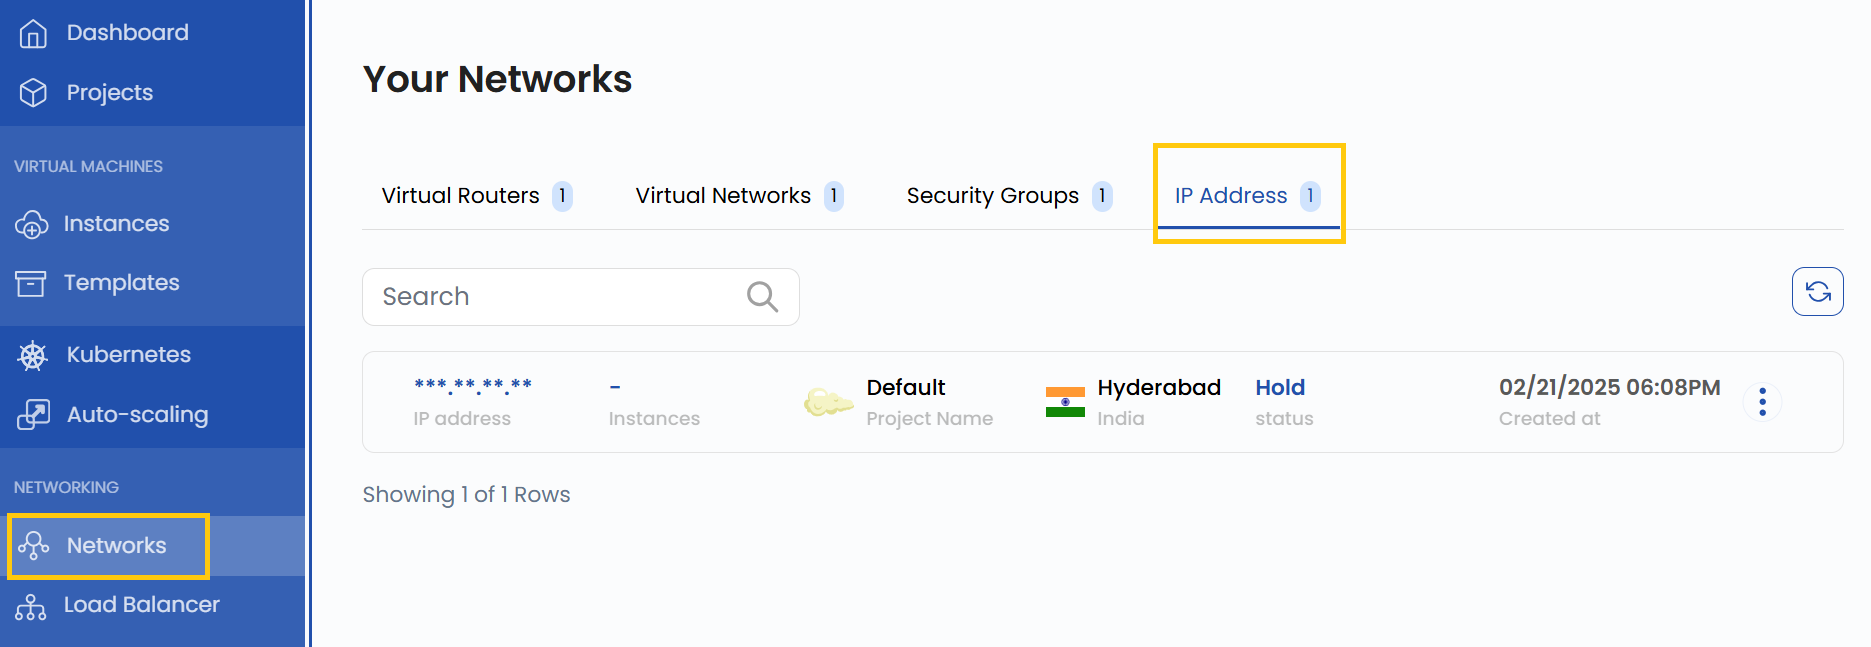 Dashboard
Projects
VIRTUAL MACHINES
Instances
Templates
Kubernetes
Auto-scaling
NETWORKING
Networks
Load Balancer
Your Networks
Virtual Routers 1
Virtual Networks 1
Security Groups 1
IP Address 1
Search
***.**.**.** - Default Hyderabad Hold 02/21/2025 06:08PM
IP address Instances Project Name India status Created at
Showing 1 of 1 Rows